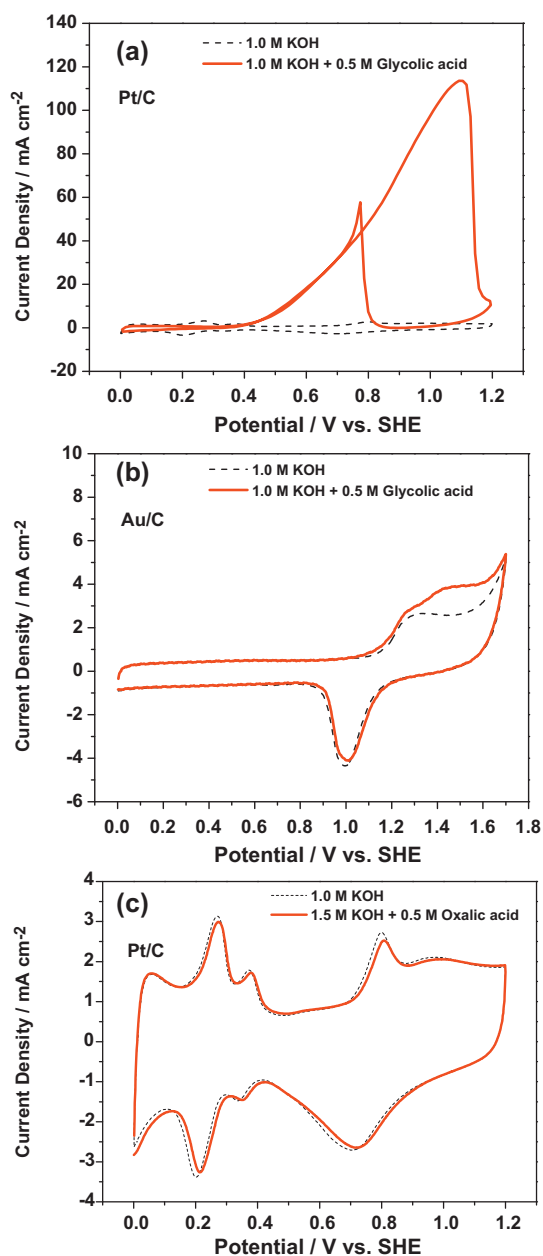 (a)
1.0 M KOH
1.0 M KOH + 0.5 M Glycolic acid
Pt/C
140
120
100
80
60
40
20
0
-20
Current Density / mA cm-2
0.0 0.2 0.4 0.6 0.8 1.0 1.2
Potential / V vs. SHE
(b)
1.0 M KOH
1.0 M KOH + 0.5 M Glycolic acid
Au/C
10
8
6
4
2
0
-2
-4
-6
Current Density / mA cm-2
0.0 0.2 0.4 0.6 0.8 1.0 1.2 1.4 1.6 1.8
Potential / V vs. SHE
(c)
1.0 M KOH
1.5 M KOH + 0.5 M Oxalic acid
Pt/C
4
3
2
1
0
-1
-2
-3
-4
Current Density / mA cm-2
0.0 0.2 0.4 0.6 0.8 1.0 1.2
Potential / V vs. SHE